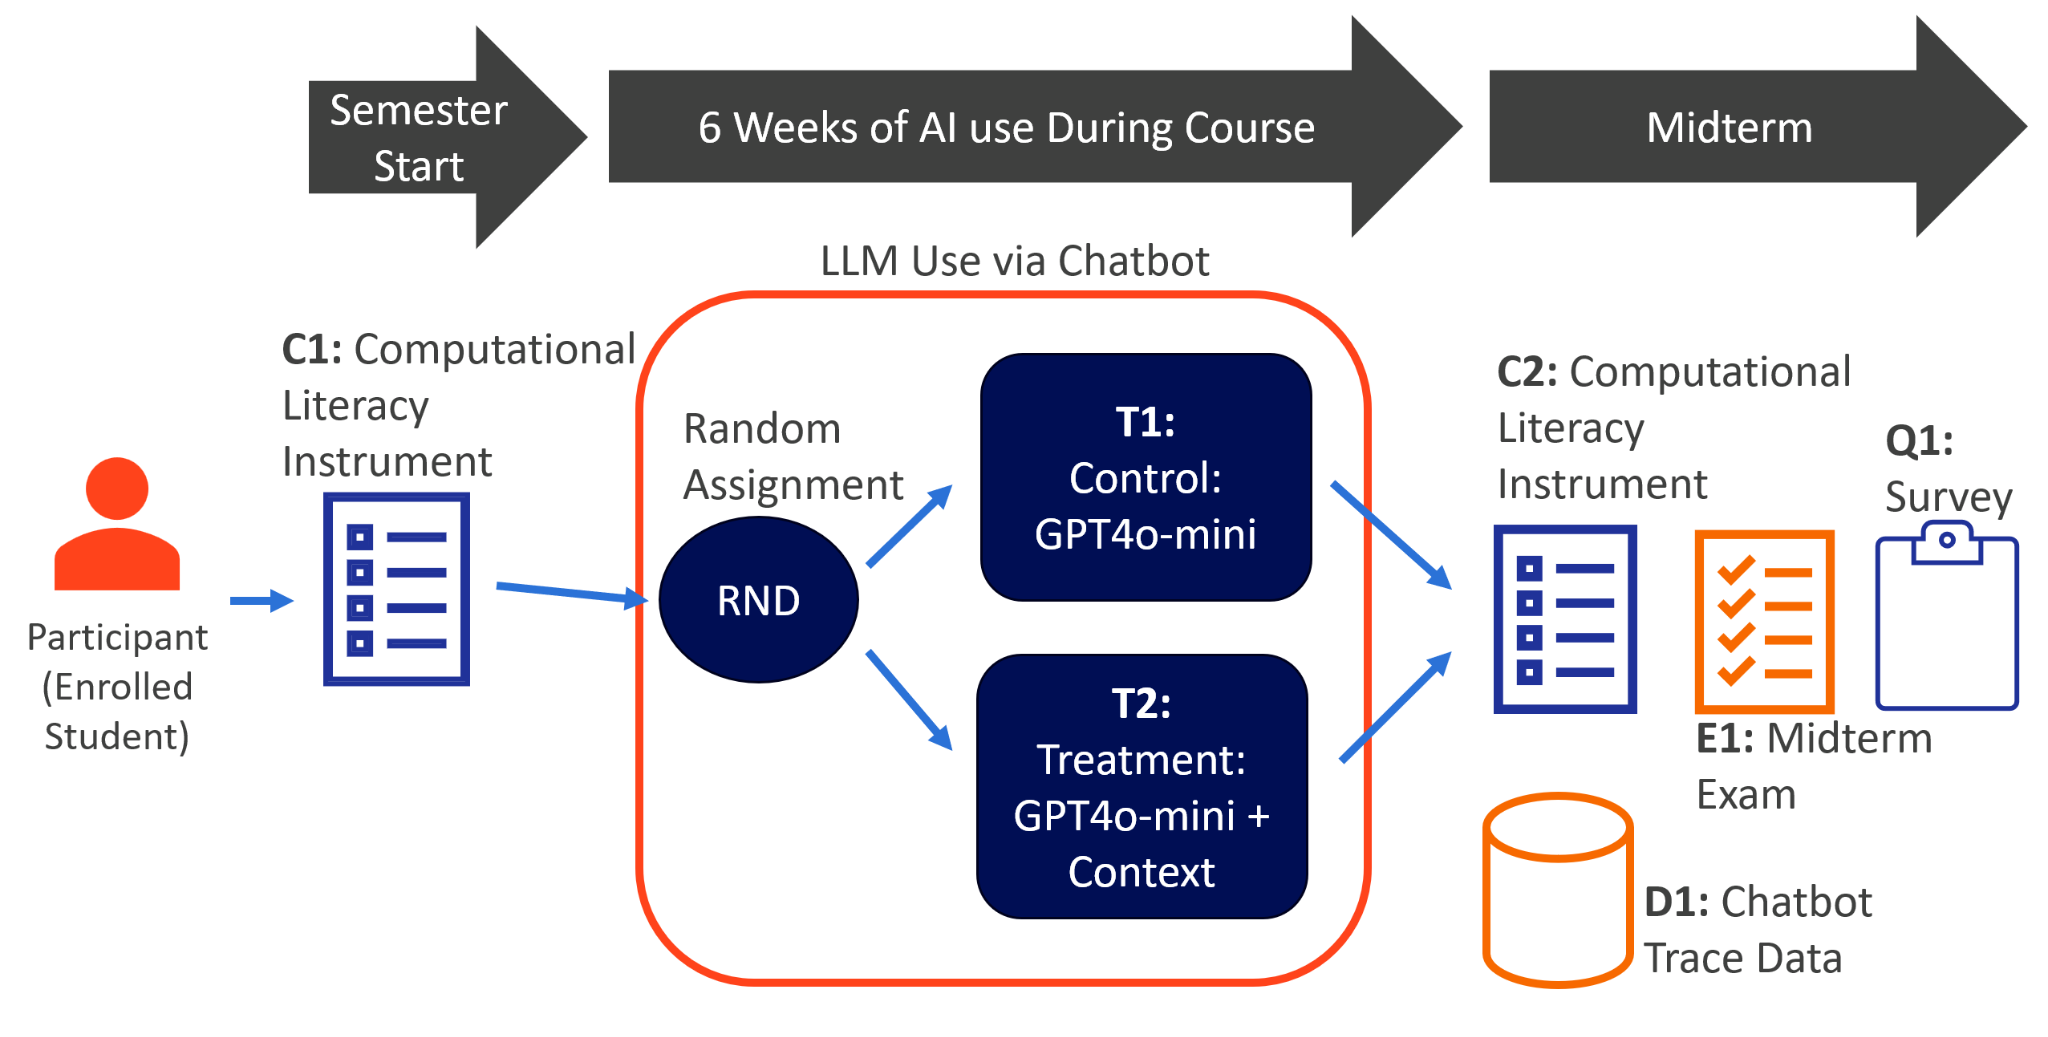 Semester
Start
6 Weeks of AI use During Course
Midterm
LLM Use via Chatbot
Participant
(Enrolled
Student)
C1: Computational
Literacy
Instrument
Random
Assignment
RND
T1:
Control:
GPT4o-mini
T2:
Treatment:
GPT4o-mini +
Context
C2: Computational
Literacy
Instrument
Q1:
Survey
E1: Midterm
Exam
D1: Chatbot
Trace Data